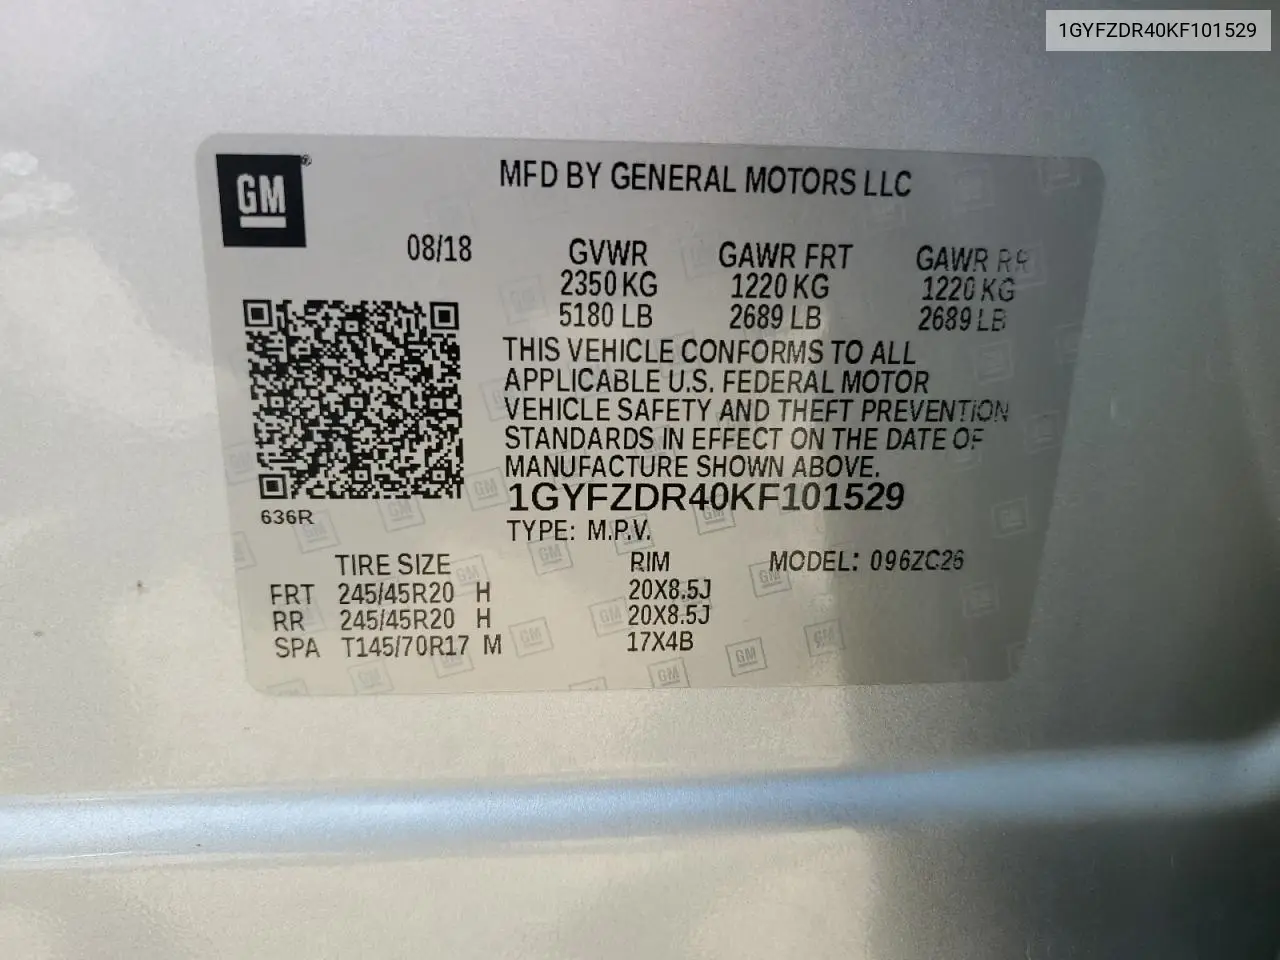 1GYFZDR40KF101529
GM®
MFD BY GENERAL MOTORS LLC
08/18 GVWR GAWR FRT GAWR RR
2350 KG 1220 KG 1220 KG
5180 LB 2689 LB 2689 LB
THIS VEHICLE CONFORMS TO ALL
APPLICABLE U.S. FEDERAL MOTOR
VEHICLE SAFETY AND THEFT PREVENTION
STANDARDS IN EFFECT ON THE DATE OF
MANUFACTURE SHOWN ABOVE.
1GYFZDR40KF101529
636R
TYPE: M.P.V.
TIRE SIZE RIM MODEL: 096ZC26
FRT 245/45R20 H 20X8.5J
RR 245/45R20 H 20X8.5J
SPA T145/70R17 M 17X4B